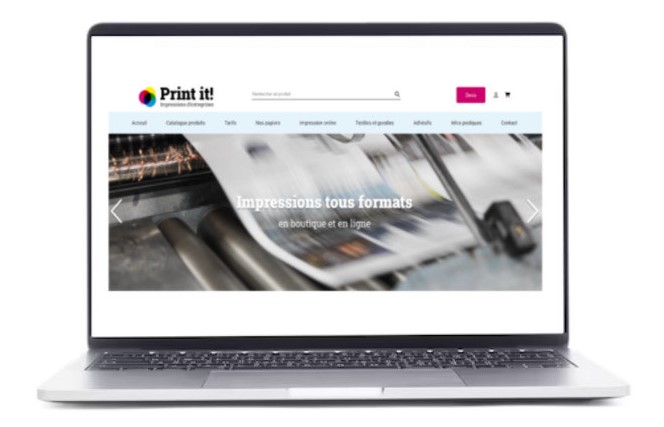 Print it!
Impressions d'entreprises
Rechercher un produit
Devis
Accueil Catalogue produits Tarifs Nos papiers Impression online Textiles et goodies Adhésifs Infos pratiques Contact
Impressions tous formats
en boutique et en ligne